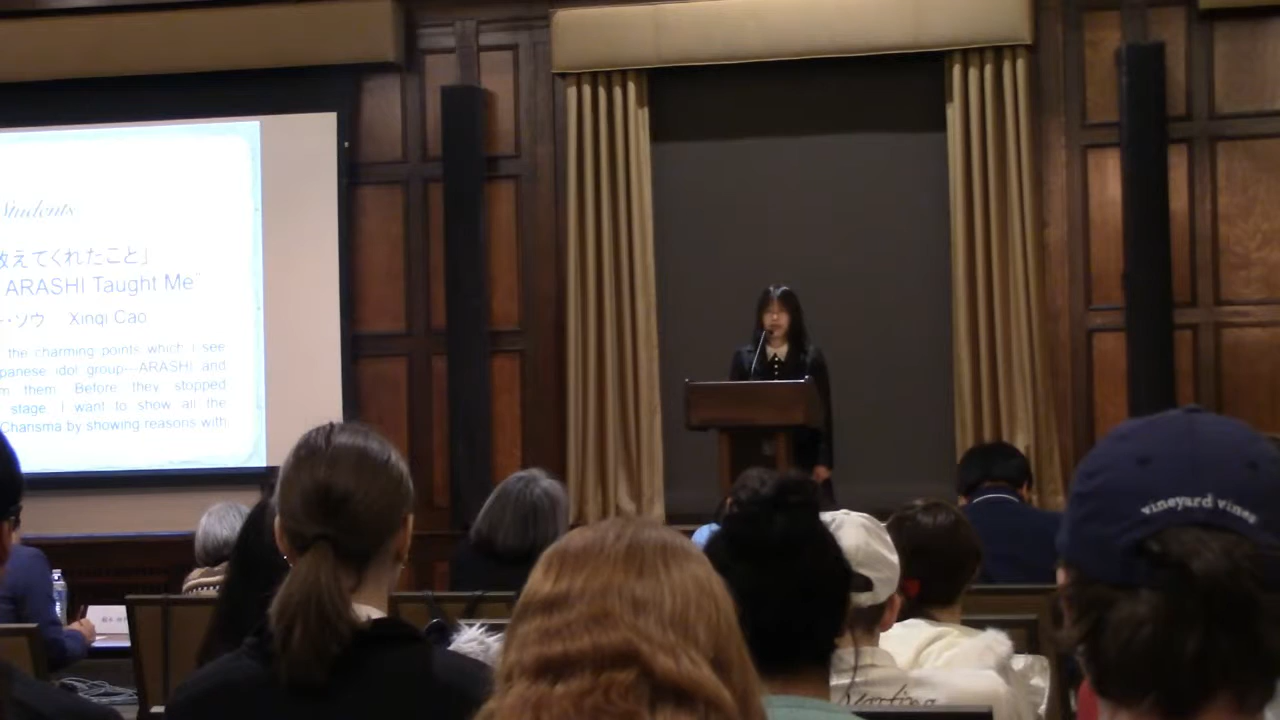 Students
教えてくれたこと」
ARASHI Taught Me"
・ソウ Xinqi Cao
the charming points which I see
panese idol group---ARASHI and
m them. Before they stopped
stage. I want to show all the
Charisma by showing reasons with
vineyard vines